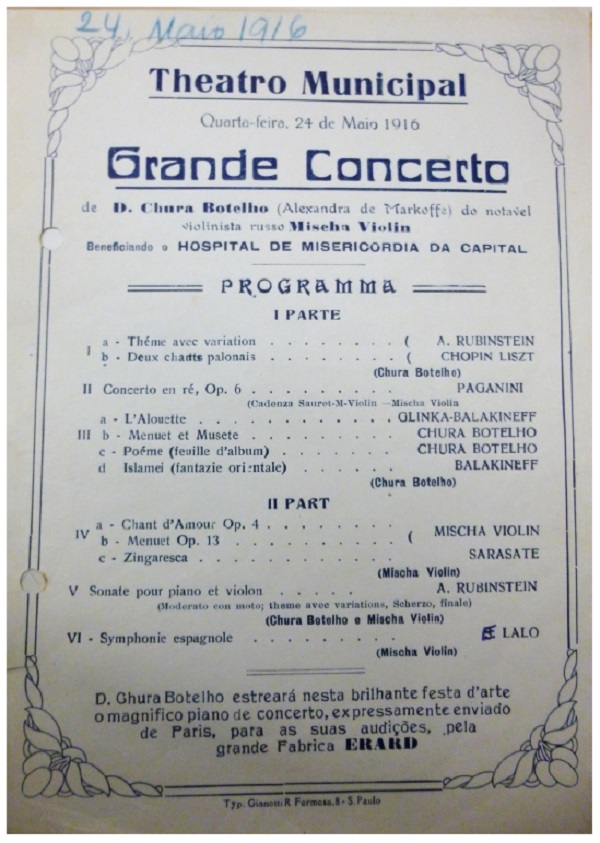 24, Maio 1916
Theatro Municipal
Quarta-feira, 24 de Maio 1916
Grande Concerto
de D. Chura Botelho (Alexandra de Markoffe) do notavel
violinista russo Mischa Violin
Beneficiando o HOSPITAL DE MISERICORDIA DA CAPITAL
PROGRAMMA
I PARTE
I a - Théme avec variation . . . . . . . . ( A. RUBINSTEIN
b - Deux chants palonais . . . . . . . . ( CHOPIN LISZT
(Chura Botelho)
II Concerto en ré, Op. 6 . . . . . . . . . PAGANINI
(Cadenza Sauret-M-Violin —Mischa Violin
a - L'Alouette . . . . . . . . . . . . GLINKA-BALAKINEFF
III b - Menuet et Musete . . . . . . . . . CHURA BOTELHO
c - Poéme (feuille d'album) . . . . . . . CHURA BOTELHO
d Islamei (fantazie orientale) . . . . . . BALAKINEFF
(Chura Botelho)
II PART
IV a - Chant d'Amour Op. 4 . . . . . . . .
b - Menuet Op. 13 . . . . . . . . . ( MISCHA VIOLIN
c - Zingaresca . . . . . . . . . . . SARASATE
(Mischa Violin)
V Sonate pour piano et violon . . . . . A. RUBINSTEIN
(Moderato con moto; theme avec variations, Scherzo, finale)
(Chura Botelho e Mischa Violin)
VI - Symphonie espagnole . . . . . . . . . E LALO
(Mischa Violin)
D. Chura Botelho estreará nesta brilhante festa d'arte
o magnifico piano de concerto, expressamente enviado
de Paris, para as suas audições, pela
grande Fabrica ERARD
Typ. Gianotti R. Formosa, 8 - S. Paulo